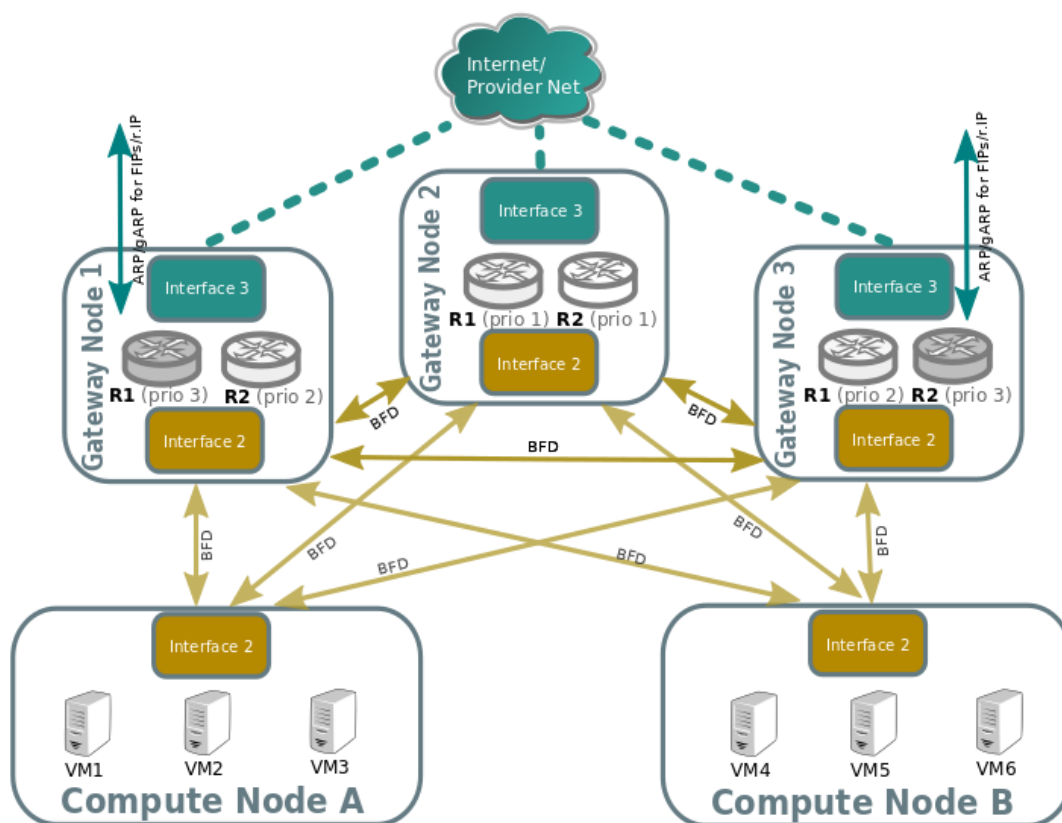 Internet/
Provider Net
ARP/gARP for FIPs/r.IP
ARP/gARP for FIPs/r.IP
Gateway Node 1
Interface 3
R1 (prio 3) R2 (prio 2)
Interface 2
Gateway Node 2
Interface 3
R1 (prio 1) R2 (prio 1)
Interface 2
Gateway Node 3
Interface 3
R1 (prio 2) R2 (prio 3)
Interface 2
BFD
BFD
BFD
BFD
BFD
BFD
BFD
BFD
BFD
Interface 2
VM1
VM2
VM3
Compute Node A
Interface 2
VM4
VM5
VM6
Compute Node B